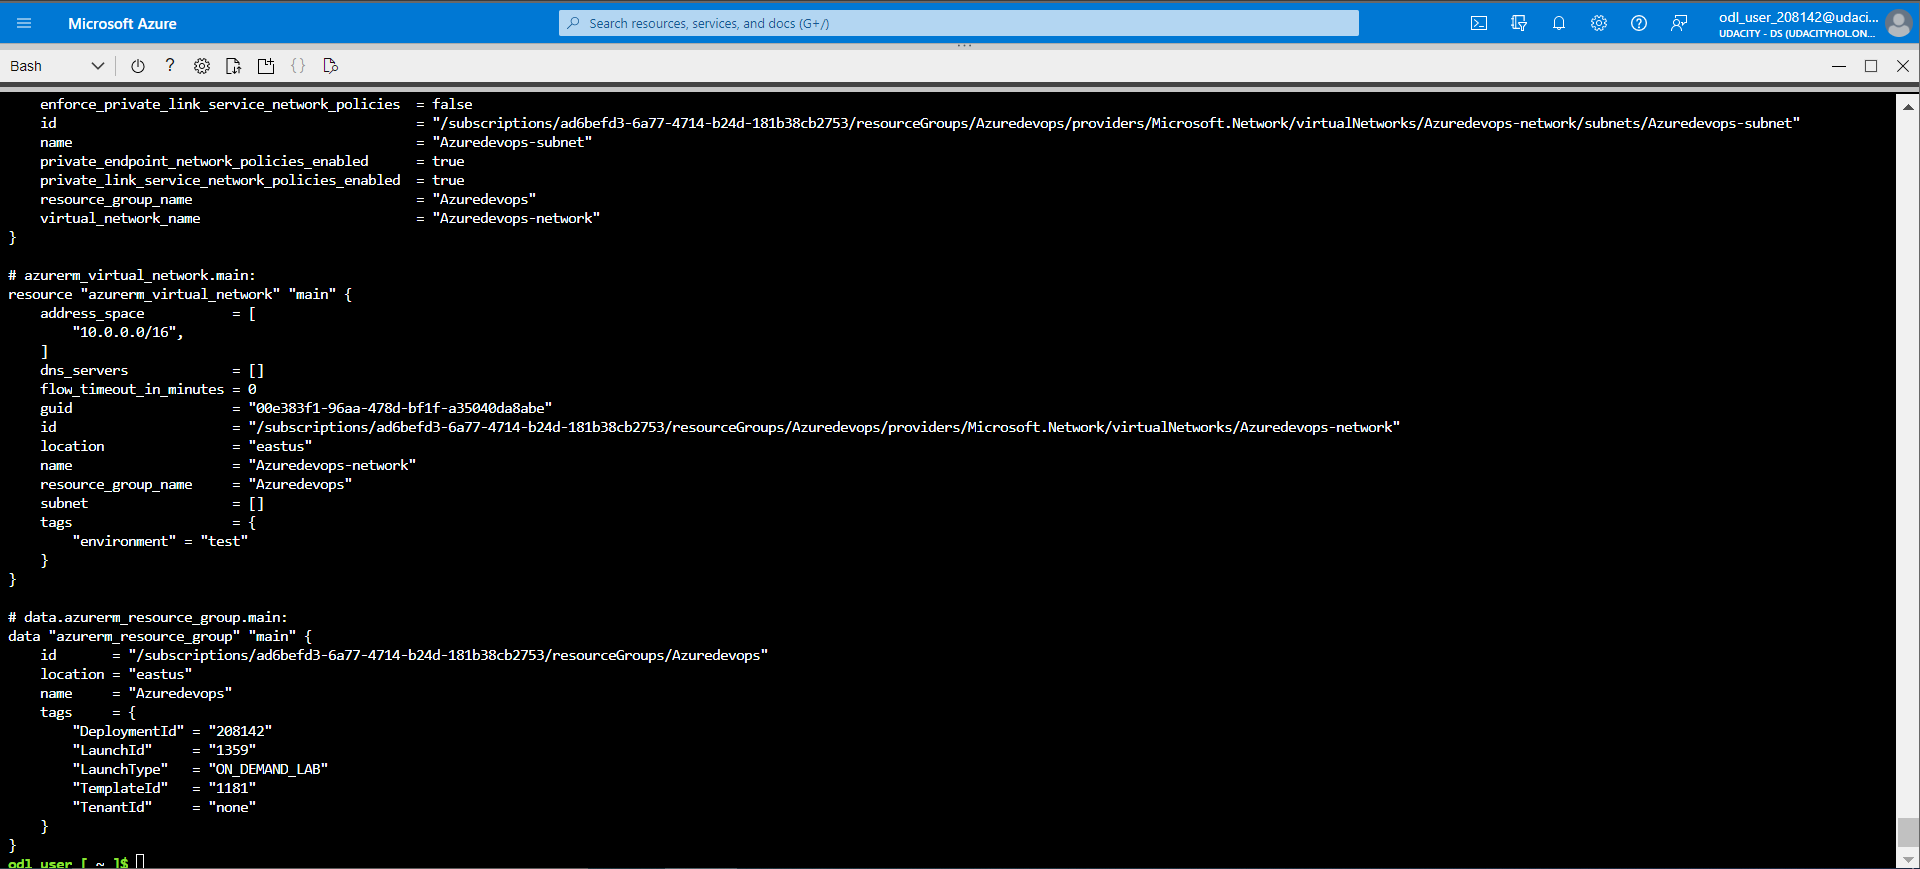 Microsoft Azure
Search resources, services, and docs (G+/)
odl_user_208142@udaci...
UDACITY - DS (UDACITYHOL.ON...
Bash
    enforce_private_link_service_network_policies  = false
    id                                             = "/subscriptions/ad6befd3-6a77-4714-b24d-181b38cb2753/resourceGroups/Azuredevops/providers/Microsoft.Network/virtualNetworks/Azuredevops-network/subnets/Azuredevops-subnet"
    name                                           = "Azuredevops-subnet"
    private_endpoint_network_policies_enabled      = true
    private_link_service_network_policies_enabled  = true
    resource_group_name                            = "Azuredevops"
    virtual_network_name                           = "Azuredevops-network"
}
# azurerm_virtual_network.main:
resource "azurerm_virtual_network" "main" {
    address_space           = [
        "10.0.0.0/16",
    ]
    dns_servers             = []
    flow_timeout_in_minutes = 0
    guid                    = "00e383f1-96aa-478d-bf1f-a35040da8abe"
    id                      = "/subscriptions/ad6befd3-6a77-4714-b24d-181b38cb2753/resourceGroups/Azuredevops/providers/Microsoft.Network/virtualNetworks/Azuredevops-network"
    location                = "eastus"
    name                    = "Azuredevops-network"
    resource_group_name     = "Azuredevops"
    subnet                  = []
    tags                    = {
        "environment" = "test"
    }
}
# data.azurerm_resource_group.main:
data "azurerm_resource_group" "main" {
    id       = "/subscriptions/ad6befd3-6a77-4714-b24d-181b38cb2753/resourceGroups/Azuredevops"
    location = "eastus"
    name     = "Azuredevops"
    tags     = {
        "DeploymentId" = "208142"
        "LaunchId"     = "1359"
        "LaunchType"   = "ON_DEMAND_LAB"
        "TemplateId"   = "1181"
        "TenantId"     = "none"
    }
}
odl_user [ ~ ]$